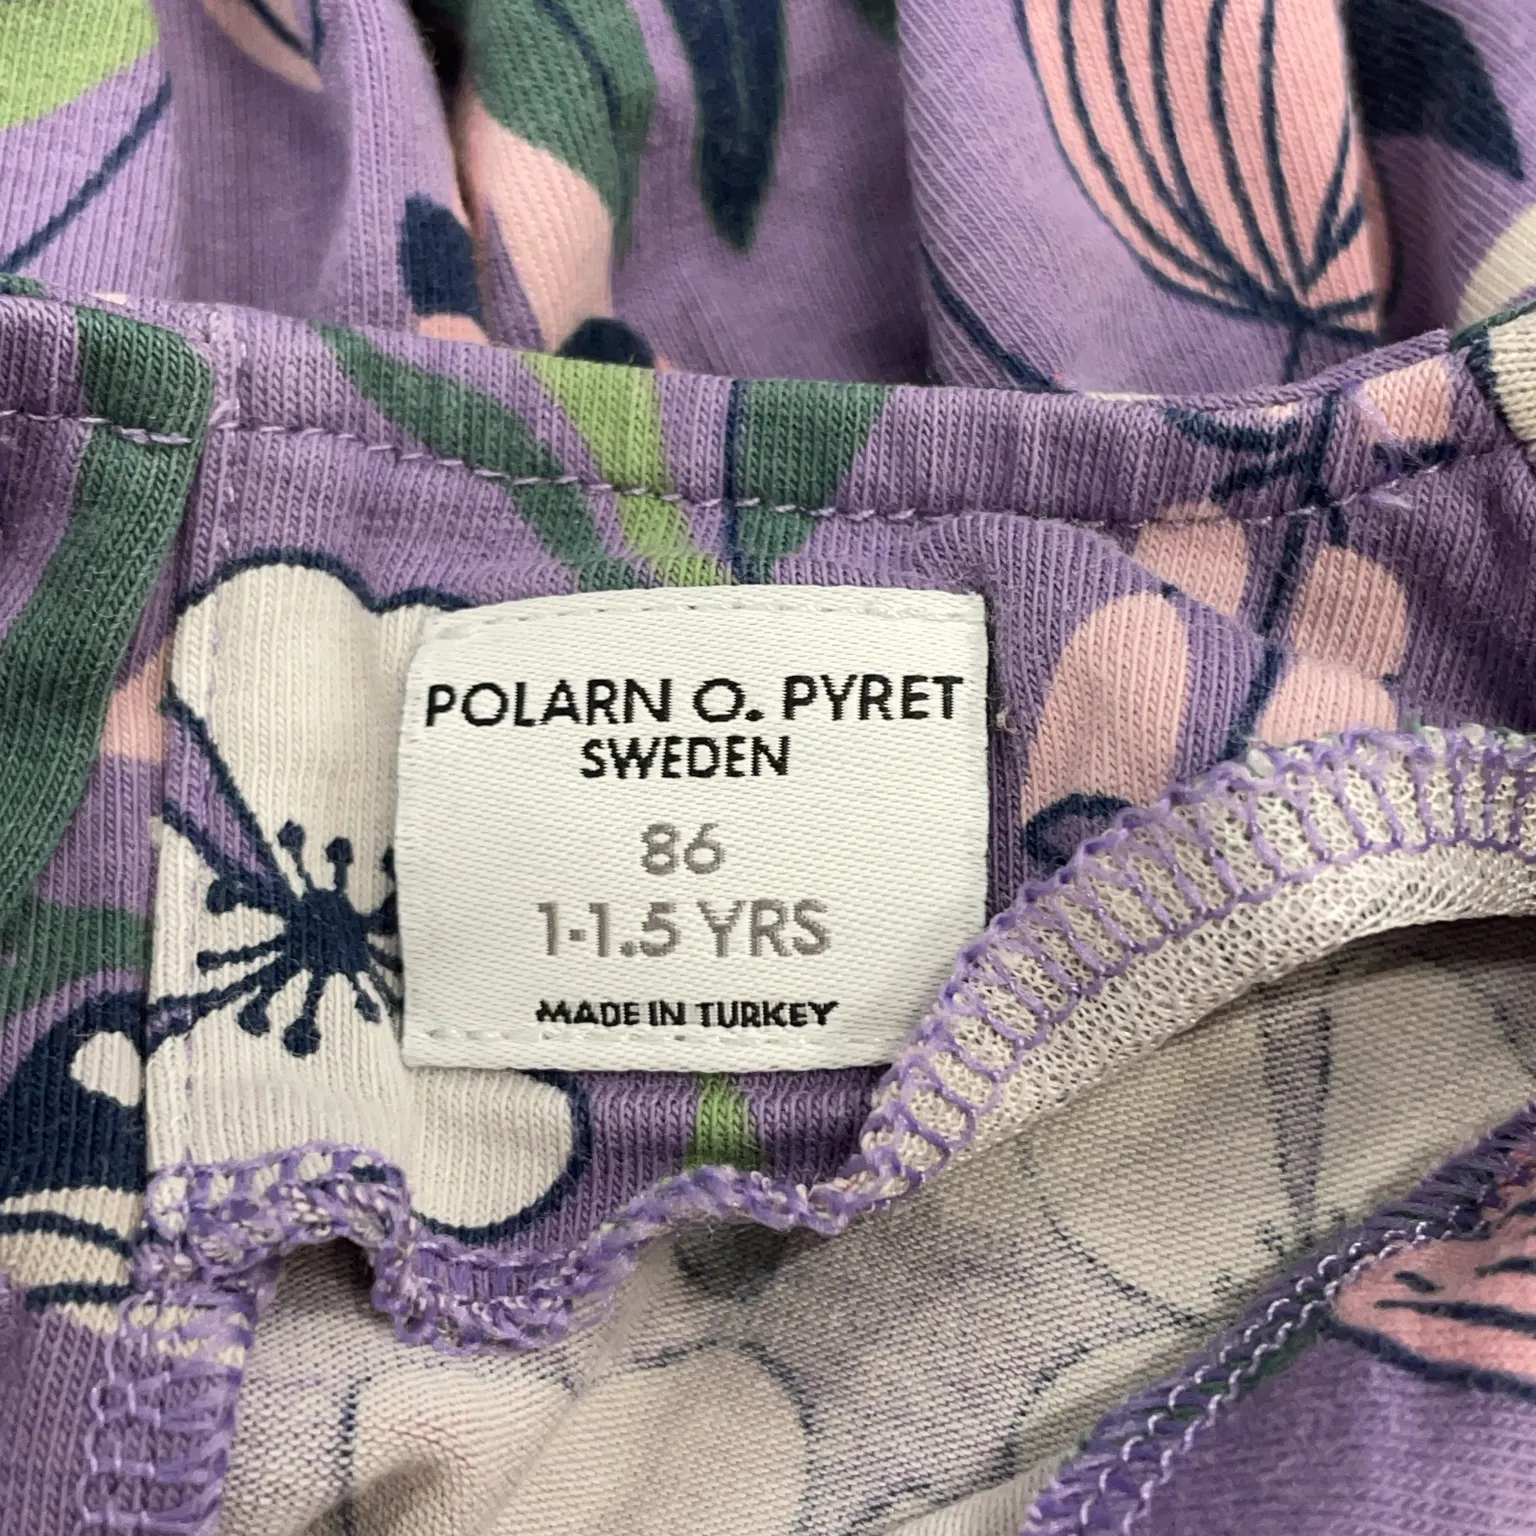 POLARN O. PYRET
SWEDEN
86
1-1.5 YRS
MADE IN TURKEY